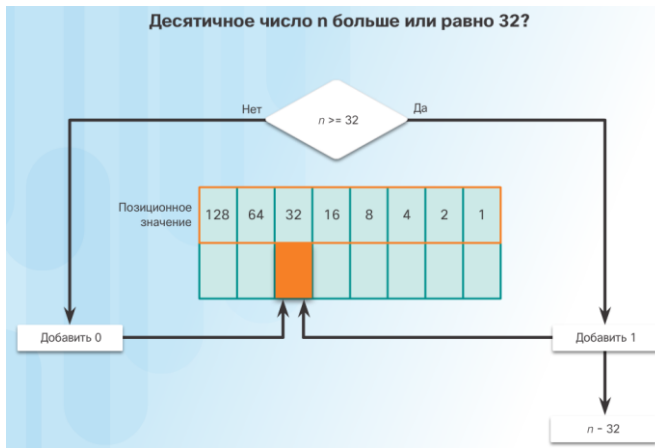 Десятичное число n больше или равно 32?
Нет
Да
n >= 32
Позиционное
значение
128 64 32 16 8 4 2 1
Добавить 0
Добавить 1
n - 32